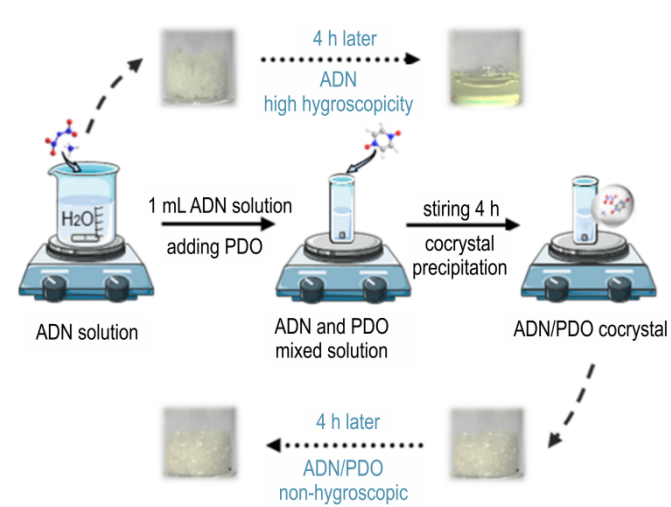 4 h later
ADN
high hygroscopicity
H2O
1 mL ADN solution
adding PDO
stiring 4 h
cocrystal
precipitation
ADN solution
ADN and PDO
mixed solution
ADN/PDO cocrystal
4 h later
ADN/PDO
non-hygroscopic